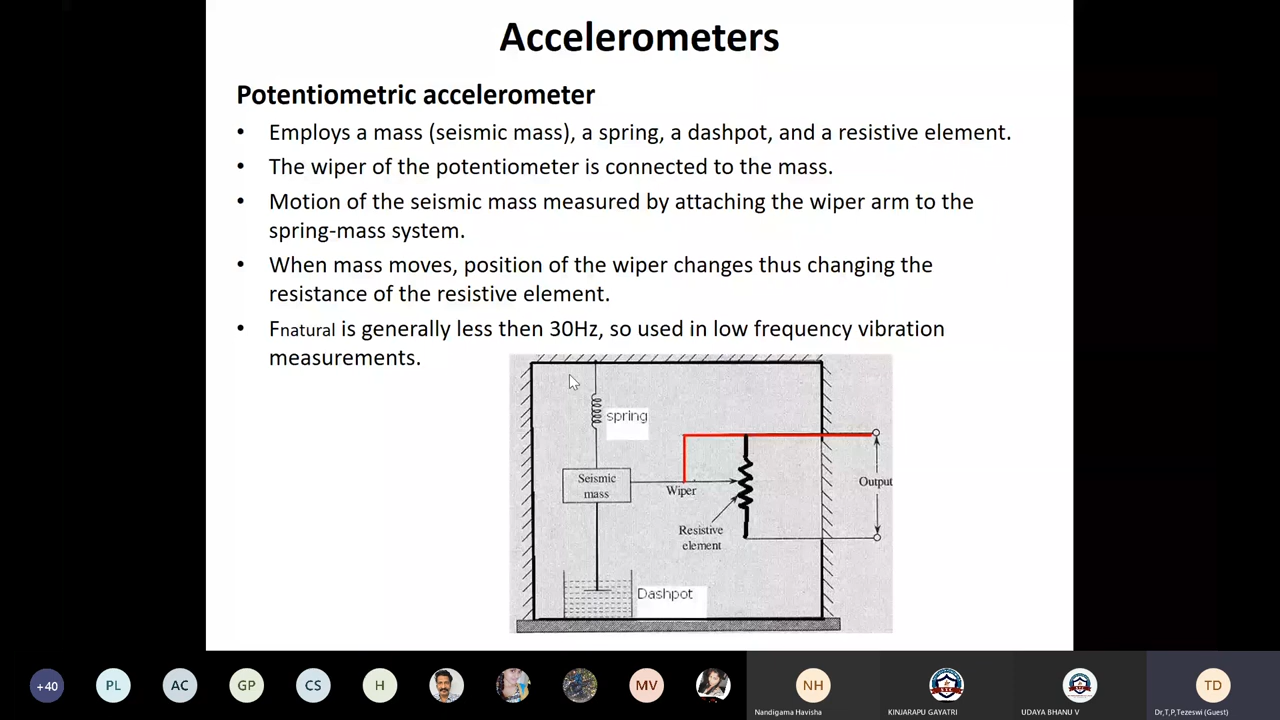 Accelerometers
Potentiometric accelerometer
• Employs a mass (seismic mass), a spring, a dashpot, and a resistive element.
• The wiper of the potentiometer is connected to the mass.
• Motion of the seismic mass measured by attaching the wiper arm to the
spring-mass system.
• When mass moves, position of the wiper changes thus changing the
resistance of the resistive element.
• Fnatural is generally less then 30Hz, so used in low frequency vibration
measurements.
spring
Seismic
mass
Wiper
Output
Resistive
element
Dashpot
+40
PL
AC
GP
CS
H
MV
NH
TD
Nandigama Havisha
KINJARAPU GAYATRI
UDAYA BHANU V
Dr,T,P,Tezeswi (Guest)